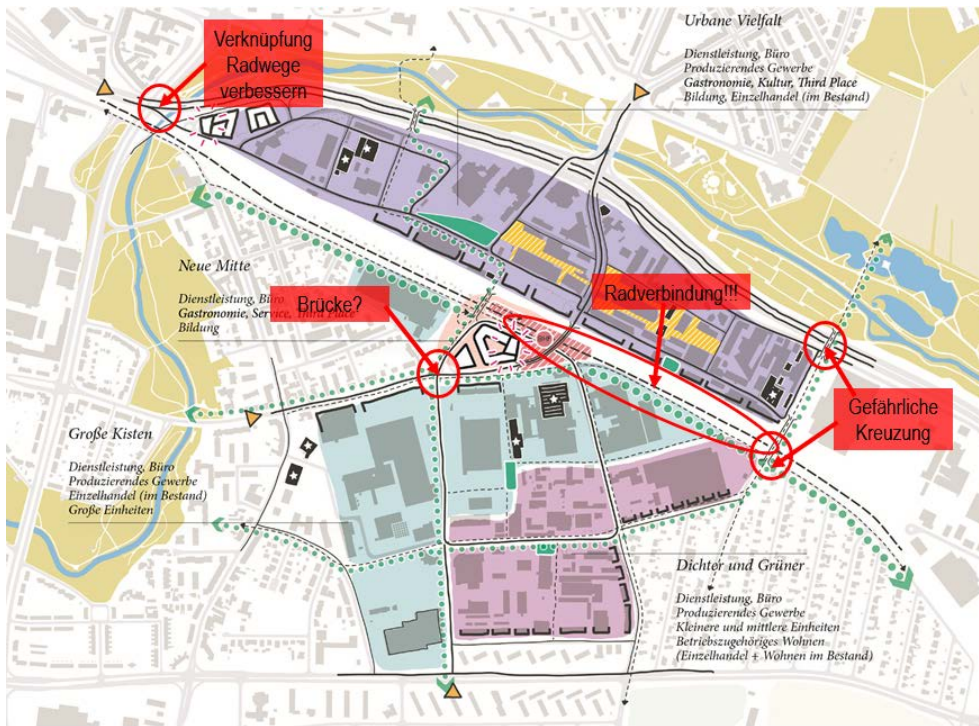 Verknüpfung
Radwege
verbessern
Urbane Vielfalt
Dienstleistung, Büro
Produzierendes Gewerbe
Gastronomie, Kultur, Third Place
Bildung, Einzelhandel (im Bestand)
Neue Mitte
Dienstleistung, Büro
Gastronomie, Service, Third Place
Bildung
Brücke?
Radverbindung!!!
Gefährliche
Kreuzung
Große Kisten
Dienstleistung, Büro
Produzierendes Gewerbe
Einzelhandel (im Bestand)
Große Einheiten
Dichter und Grüner
Dienstleistung, Büro
Produzierendes Gewerbe
Kleinere und mittlere Einheiten
Betriebszugehöriges Wohnen
(Einzelhandel + Wohnen im Bestand)